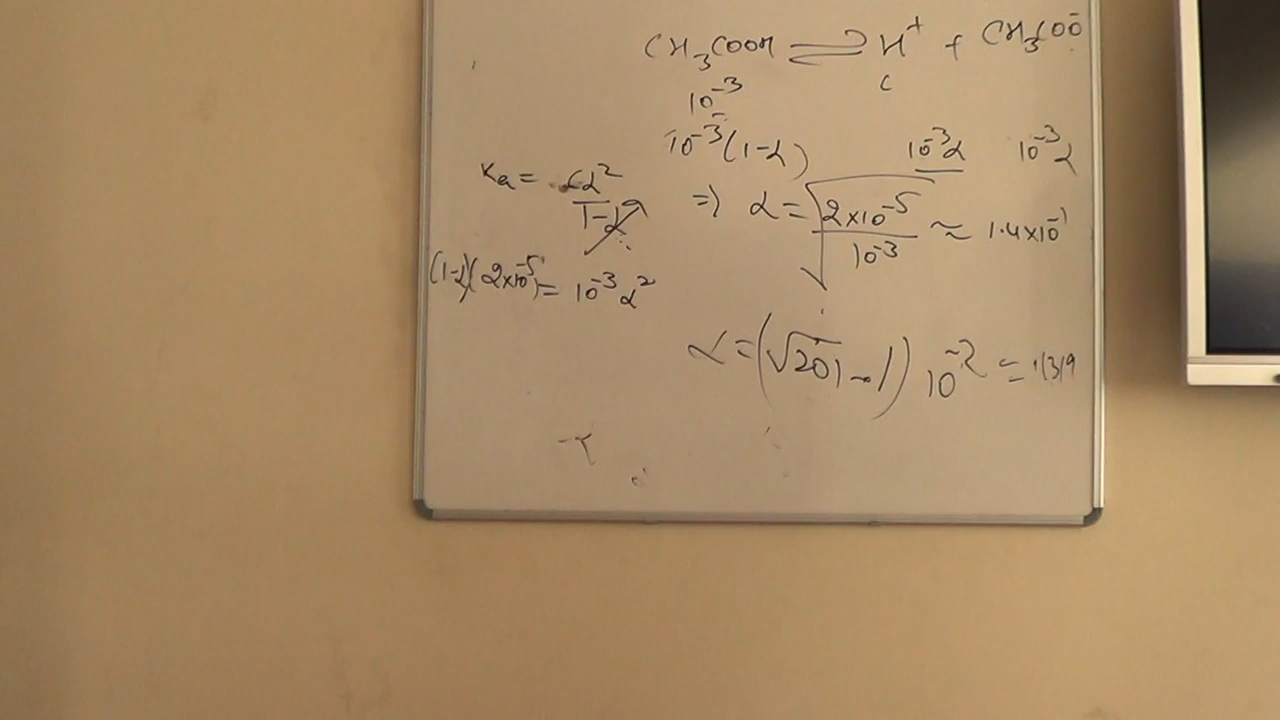 CH₃COOH ⇌ H⁺ + CH₃COO⁻
10⁻³ C
10⁻³(1-α) 10⁻³α 10⁻³α
Ka = Cα²/(1-α) ⇒ α = √(2×10⁻⁵/10⁻³) ≈ 1.4×10⁻¹
(1-α)(2×10⁻⁵) = 10⁻³α²
α = (√201 - 1) 10⁻² ≈